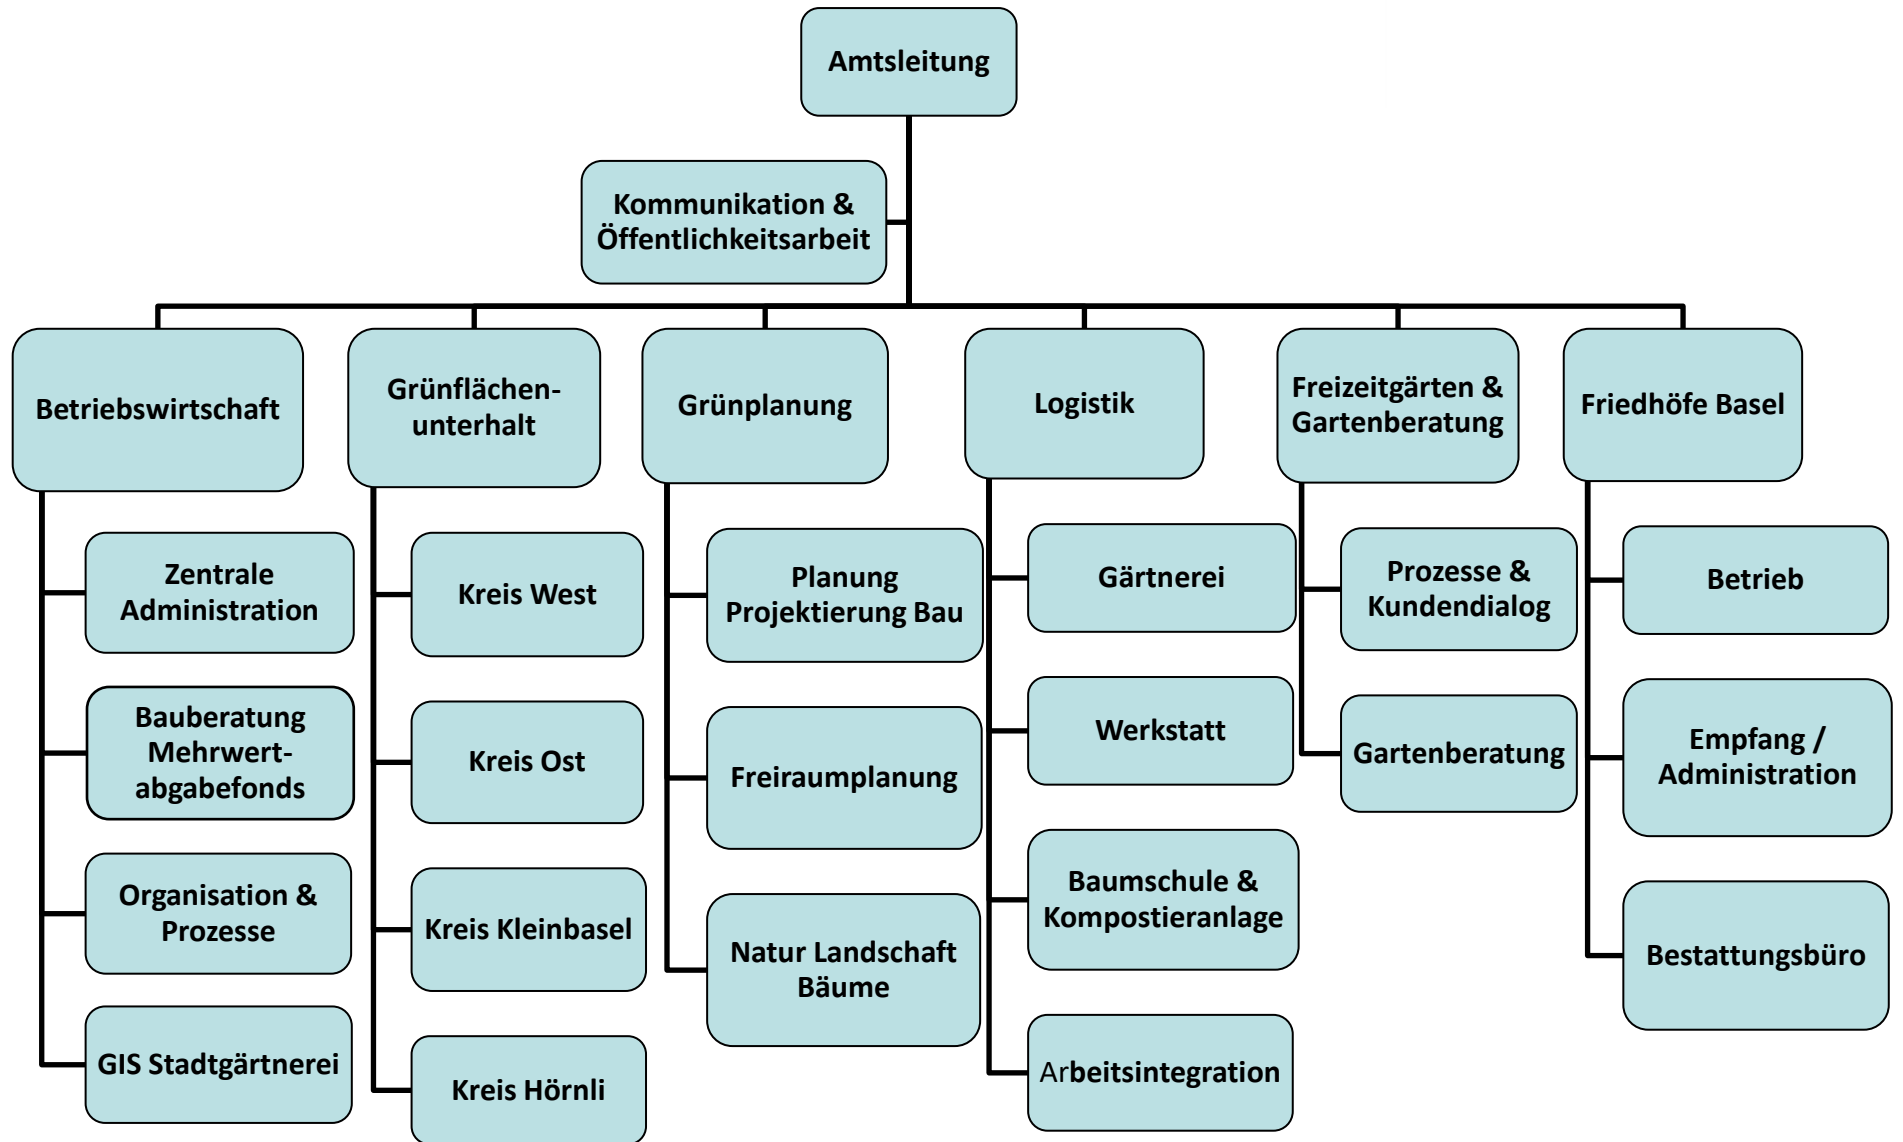 Amtsleitung
Kommunikation &
Öffentlichkeitsarbeit
Betriebswirtschaft
Zentrale
Administration
Bauberatung
Mehrwert-
abgabefonds
Organisation &
Prozesse
GIS Stadtgärtnerei
Grünflächen-
unterhalt
Kreis West
Kreis Ost
Kreis Kleinbasel
Kreis Hörnli
Grünplanung
Planung
Projektierung Bau
Freiraumplanung
Natur Landschaft
Bäume
Logistik
Gärtnerei
Werkstatt
Baumschule &
Kompostieranlage
Arbeitsintegration
Freizeitgärten &
Gartenberatung
Prozesse &
Kundendialog
Gartenberatung
Friedhöfe Basel
Betrieb
Empfang /
Administration
Bestattungsbüro